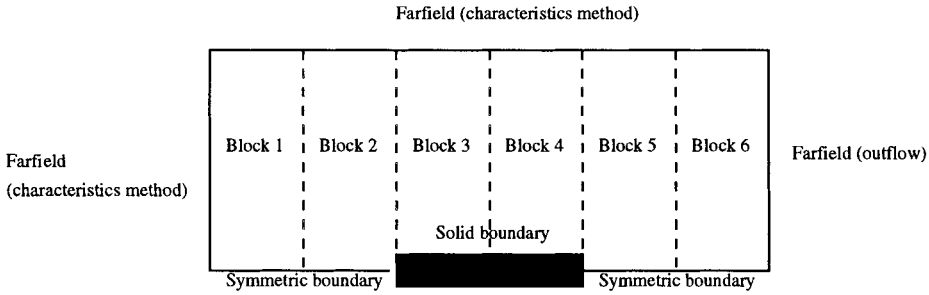 Farfield (characteristics method)
Block 1 Block 2 Block 3 Block 4 Block 5 Block 6
Farfield
(characteristics method)
Farfield (outflow)
Solid boundary
Symmetric boundary
Symmetric boundary